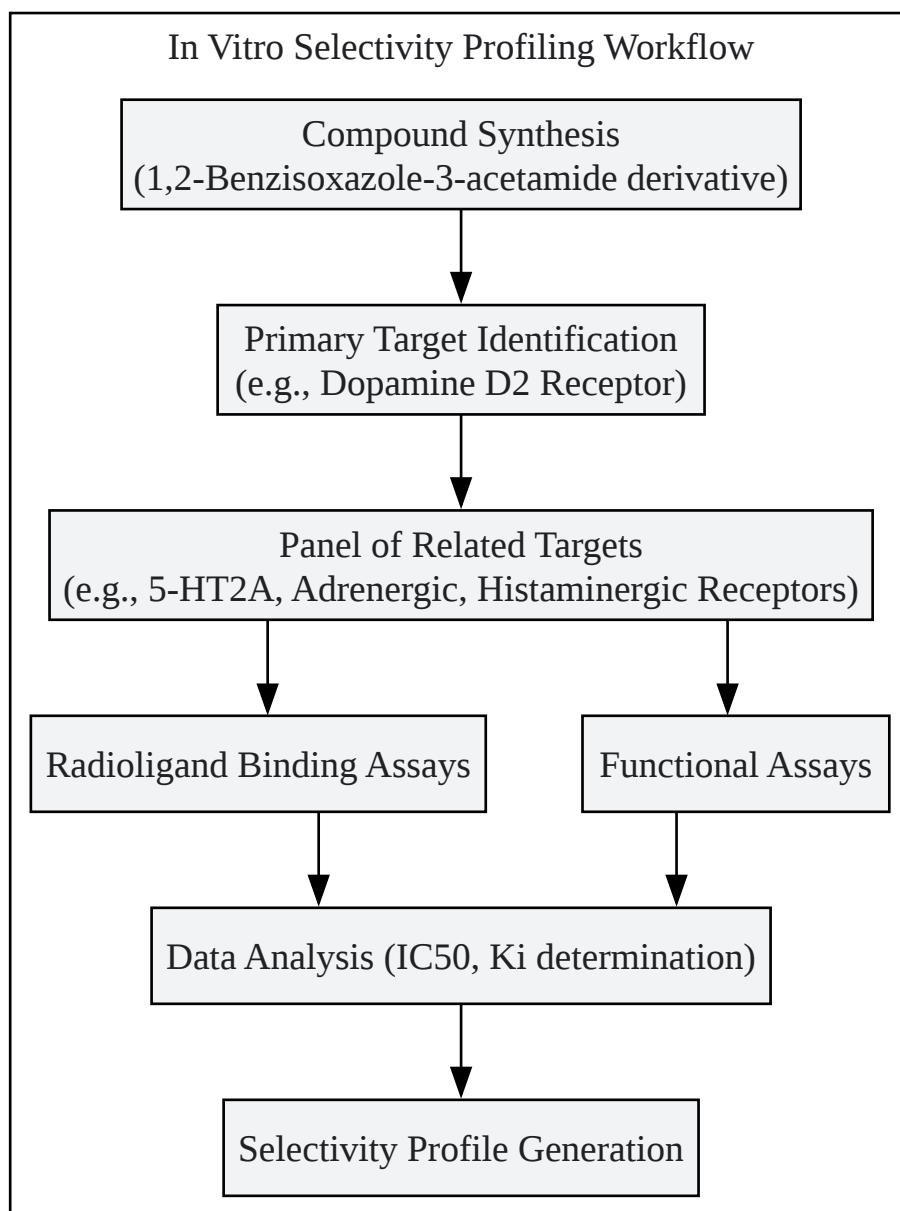 In Vitro Selectivity Profiling Workflow
Compound Synthesis
(1,2-Benzisoxazole-3-acetamide derivative)
Primary Target Identification
(e.g., Dopamine D2 Receptor)
Panel of Related Targets
(e.g., 5-HT2A, Adrenergic, Histaminergic Receptors)
Radioligand Binding Assays
Functional Assays
Data Analysis (IC50, Ki determination)
Selectivity Profile Generation